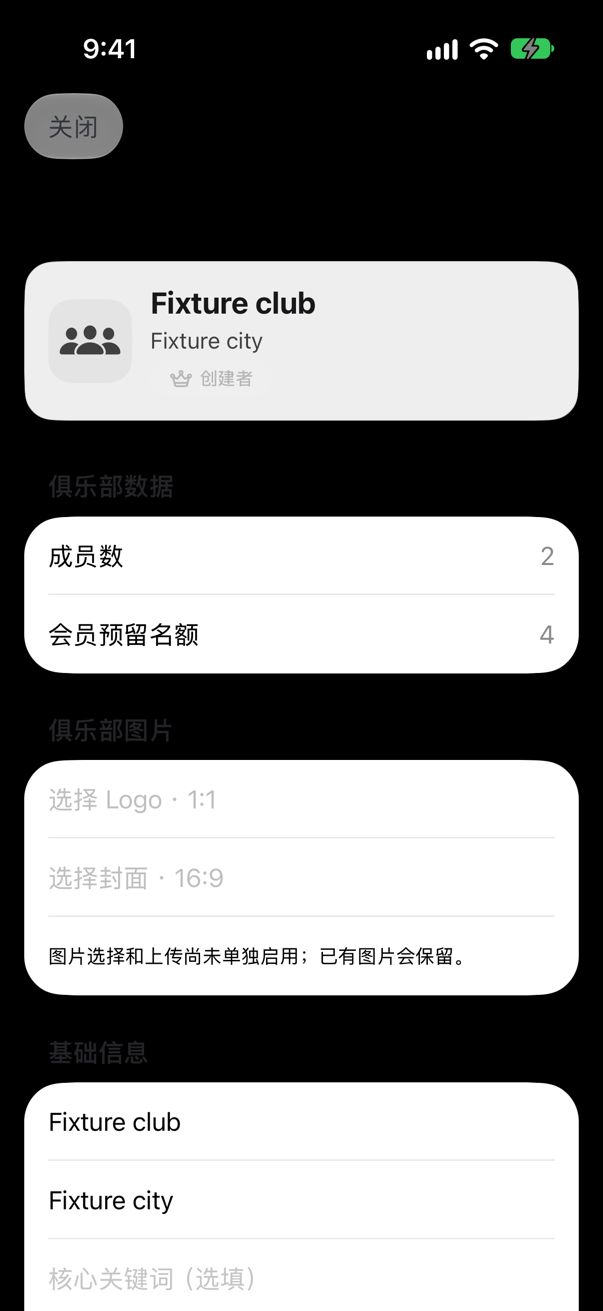 9:41
关闭
Fixture club
Fixture city
创建者
俱乐部数据
成员数 2
会员预留名额 4
俱乐部图片
选择 Logo · 1:1
选择封面 · 16:9
图片选择和上传尚未单独启用；已有图片会保留。
基础信息
Fixture club
Fixture city
核心关键词（选填）